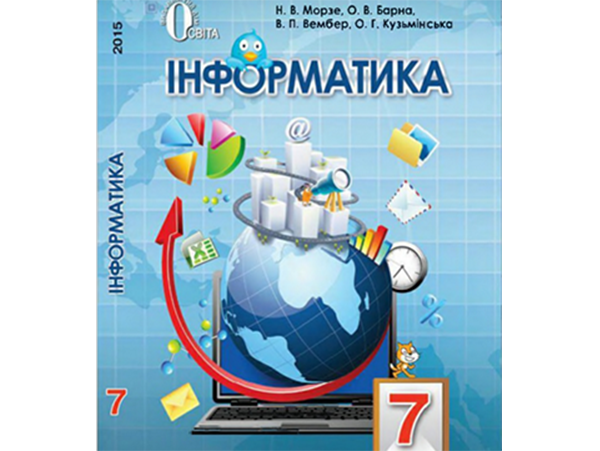 2015
ІНФОРМАТИКА
7
ОСВІТА
Н. В. Морзе, О. В. Барна,
В. П. Вембер, О. Г. Кузьмінська
ІНФОРМАТИКА
@
%
7